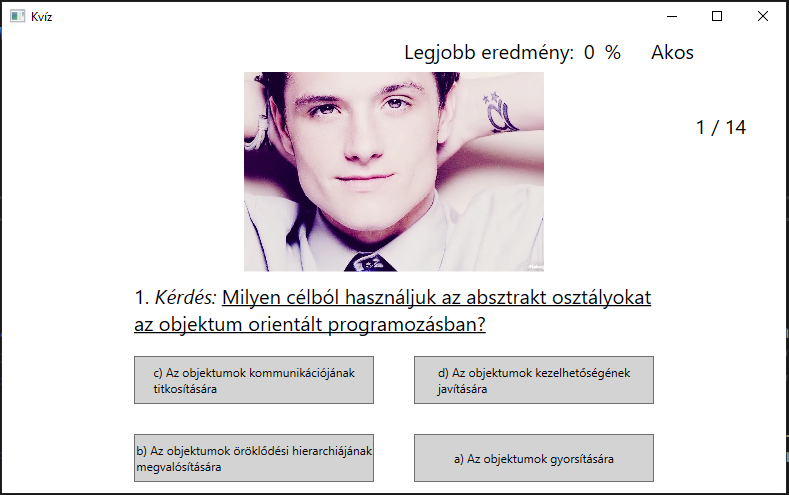 Kvíz
Legjobb eredmény: 0 % Akos
1 / 14
1. Kérdés: Milyen célból használjuk az absztrakt osztályokat
az objektum orientált programozásban?
c) Az objektumok kommunikációjának
titkosítására
d) Az objektumok kezelhetőségének
javítására
b) Az objektumok öröklődési hierarchiájának
megvalósítására
a) Az objektumok gyorsítására